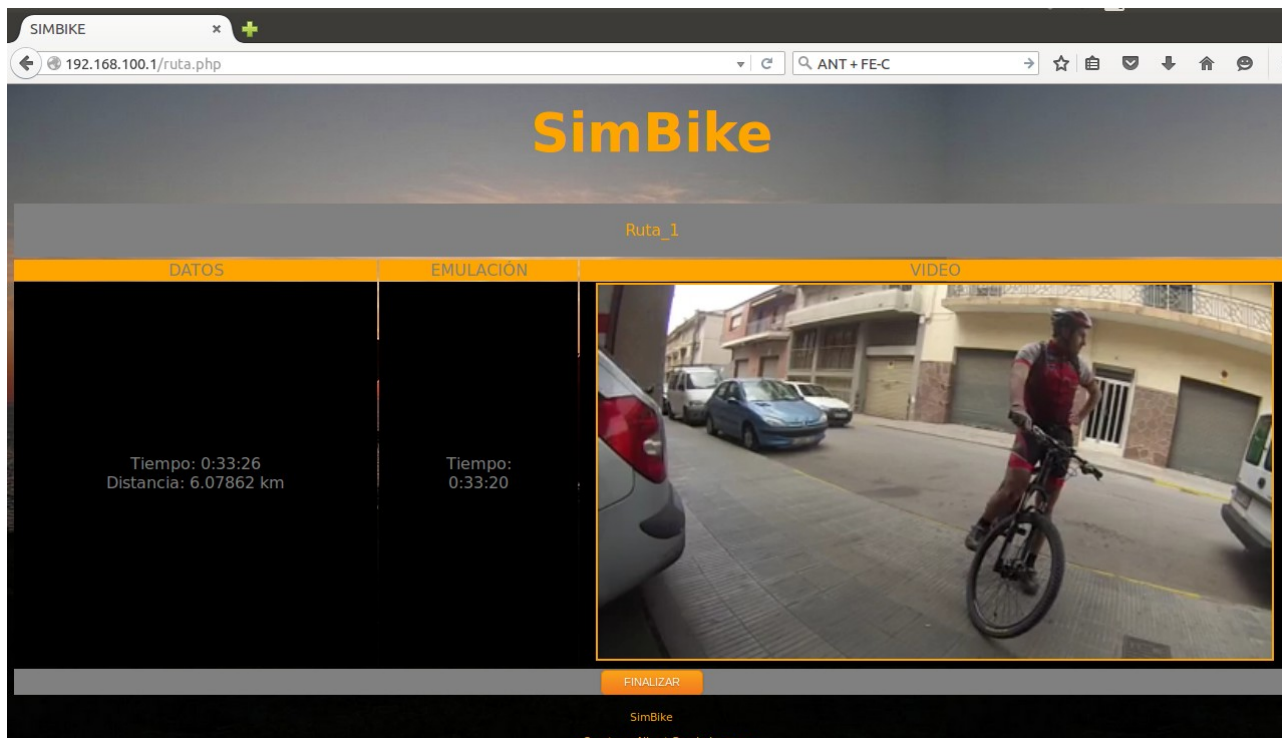 SIMBIKE
192.168.100.1/ruta.php
ANT + FE-C
SimBike
Ruta_1
DATOS
EMULACIÓN
VIDEO
Tiempo: 0:33:26
Distancia: 6.07862 km
Tiempo:
0:33:20
FINALIZAR
SimBike